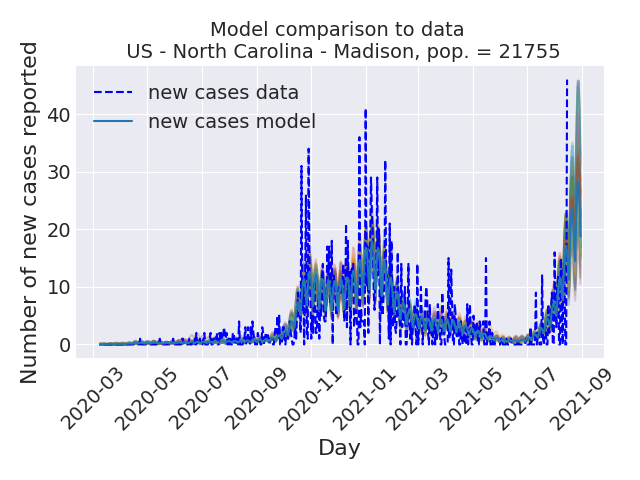 Model comparison to data
US - North Carolina - Madison, pop. = 21755
Number of new cases reported
new cases data
new cases model
40
30
20
10
0
2020-03
2020-05
2020-07
2020-09
2020-11
2021-01
2021-03
2021-05
2021-07
2021-09
Day